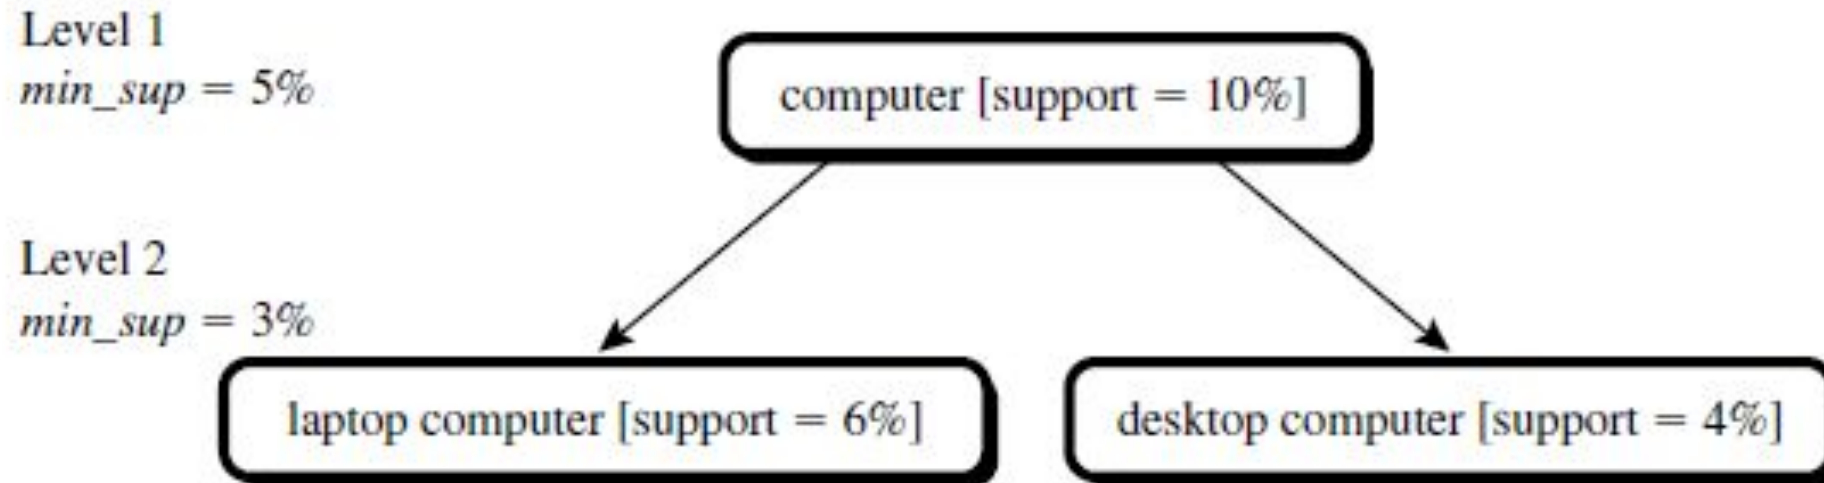 Level 1
min_sup = 5%
computer [support = 10%]
Level 2
min_sup = 3%
laptop computer [support = 6%]
desktop computer [support = 4%]